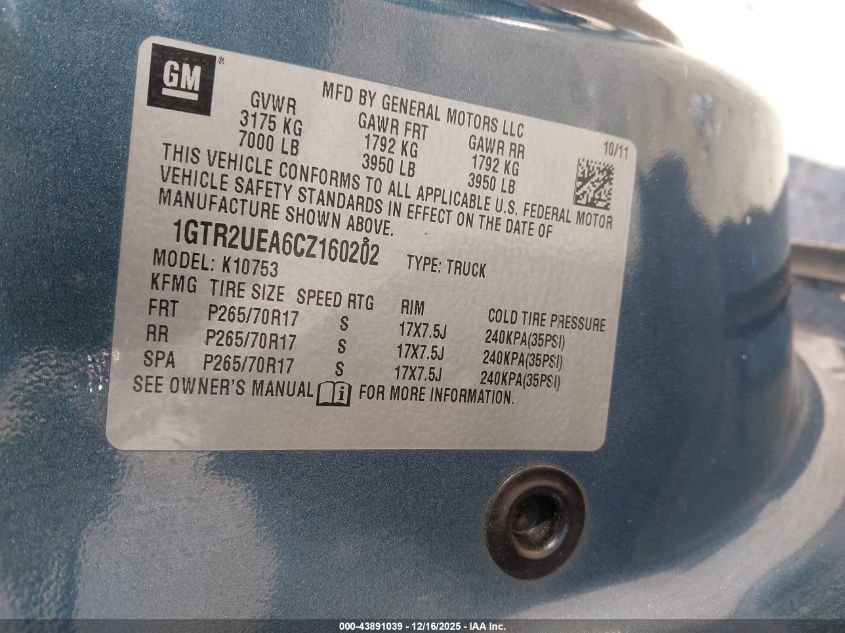 GM®
MFD BY GENERAL MOTORS LLC
GVWR GAWR FRT GAWR RR 10/11
3175 KG 1792 KG 1792 KG
7000 LB 3950 LB 3950 LB
THIS VEHICLE CONFORMS TO ALL APPLICABLE U.S. FEDERAL MOTOR
VEHICLE SAFETY STANDARDS IN EFFECT ON THE DATE OF
MANUFACTURE SHOWN ABOVE.
1GTR2UEA6CZ160202 TYPE: TRUCK
MODEL: K10753
KFMG TIRE SIZE SPEED RTG RIM COLD TIRE PRESSURE
FRT P265/70R17 S 17X7.5J 240KPA(35PSI)
RR P265/70R17 S 17X7.5J 240KPA(35PSI)
SPA P265/70R17 S 17X7.5J 240KPA(35PSI)
SEE OWNER'S MANUAL i FOR MORE INFORMATION.
000-43891039 - 12/16/2025 - IAA Inc.